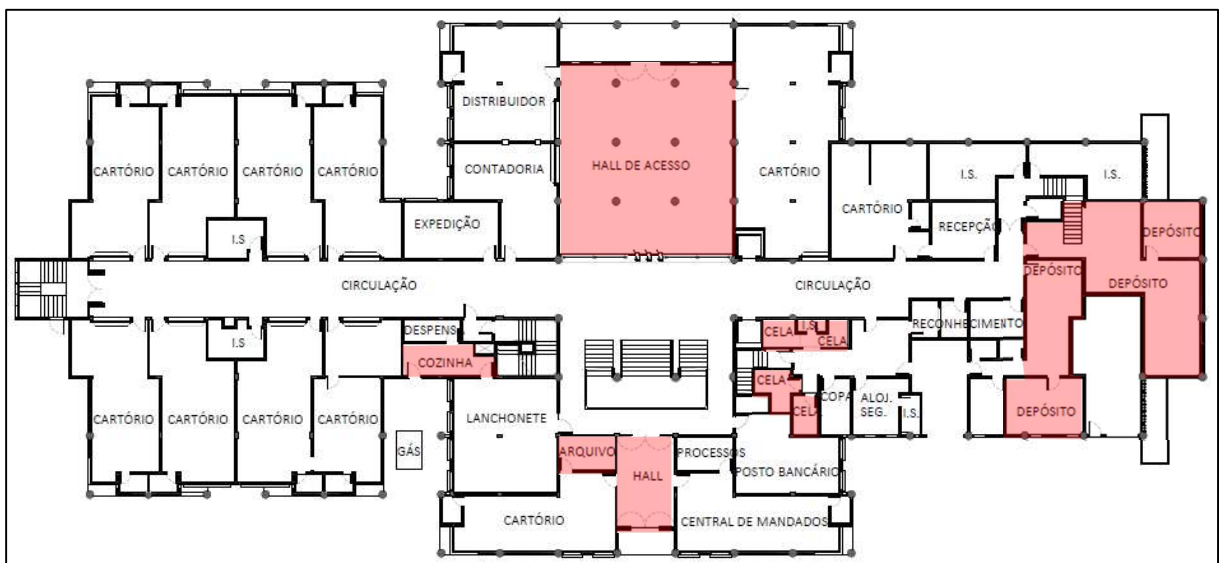 DISTRIBUIDOR
HALL DE ACESSO
CARTÓRIO
CARTÓRIO
CARTÓRIO
CARTÓRIO
CARTÓRIO
CONTADORIA
CARTÓRIO
I.S.
I.S.
CARTÓRIO
EXPEDIÇÃO
RECEPÇÃO
DEPÓSITO
I.S
DEPÓSITO
DEPÓSITO
CIRCULAÇÃO
CIRCULAÇÃO
DESPENS
CELA
I.S
CELA
RECONHECIMENTO
I.S
COZINHA
CELA
CARTÓRIO
CARTÓRIO
CARTÓRIO
CARTÓRIO
LANCHONETE
CELA
COPA
ALOJ.
SEG.
I.S.
DEPÓSITO
GÁS
ARQUIVO
HALL
PROCESSOS
POSTO BANCÁRIO
CARTÓRIO
CENTRAL DE MANDADOS